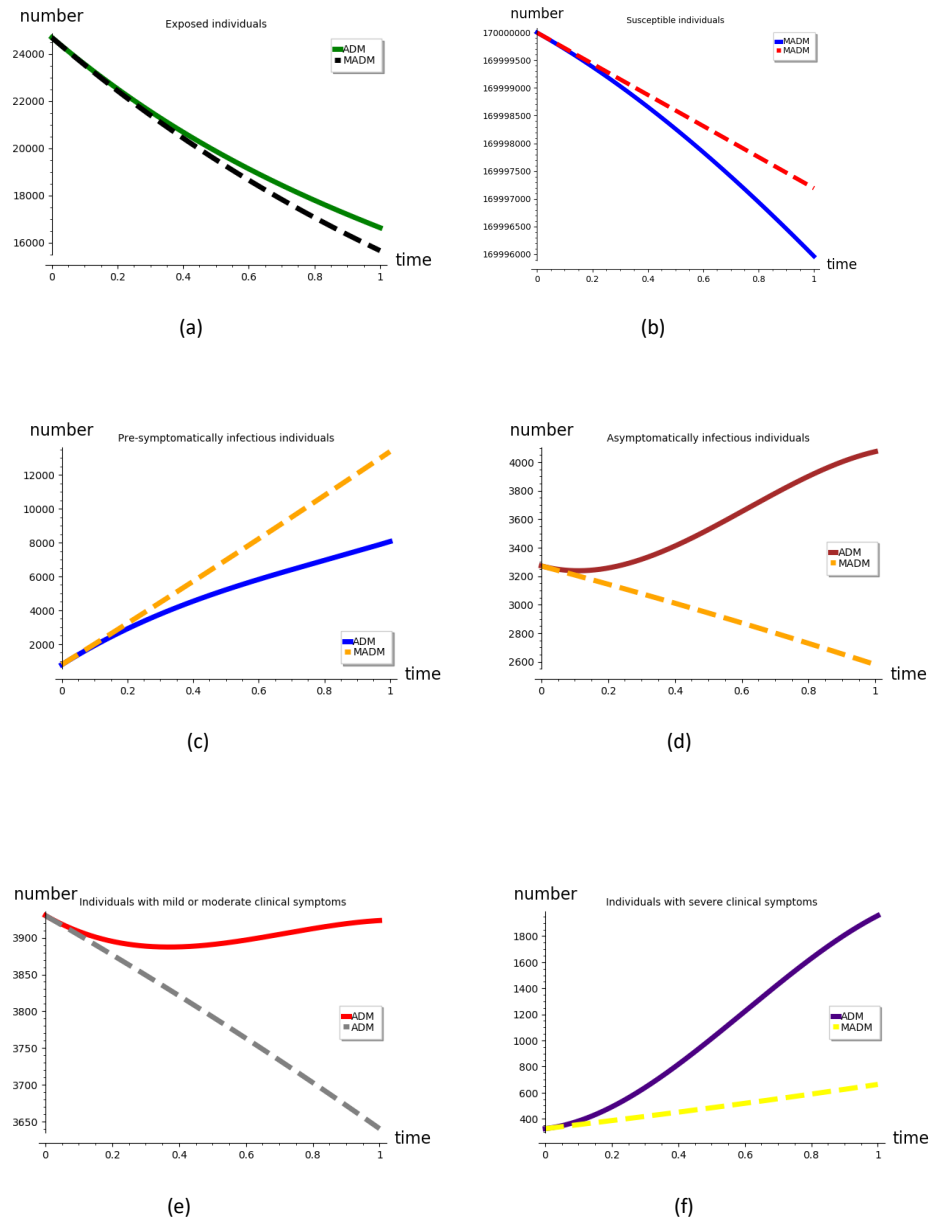 number
Exposed individuals
ADM
MADM
24000
22000
20000
18000
16000
0 0.2 0.4 0.6 0.8 1
time
(a)
number
Susceptible individuals
MADM
MADM
170000000
169999500
169999000
169998500
169998000
169997500
169997000
169996500
169996000
0 0.2 0.4 0.6 0.8 1
time
(b)
number
Pre-symptomatically infectious individuals
12000
10000
8000
6000
4000
2000
ADM
MADM
0 0.2 0.4 0.6 0.8 1
time
(c)
number
Asymptomatically infectious individuals
4000
3800
3600
3400
3200
3000
2800
2600
ADM
MADM
0 0.2 0.4 0.6 0.8 1
time
(d)
number
Individuals with mild or moderate clinical symptoms
3900
3850
3800
3750
3700
3650
ADM
ADM
0 0.2 0.4 0.6 0.8 1
time
(e)
number
Individuals with severe clinical symptoms
1800
1600
1400
1200
1000
800
600
400
ADM
MADM
0 0.2 0.4 0.6 0.8 1
time
(f)